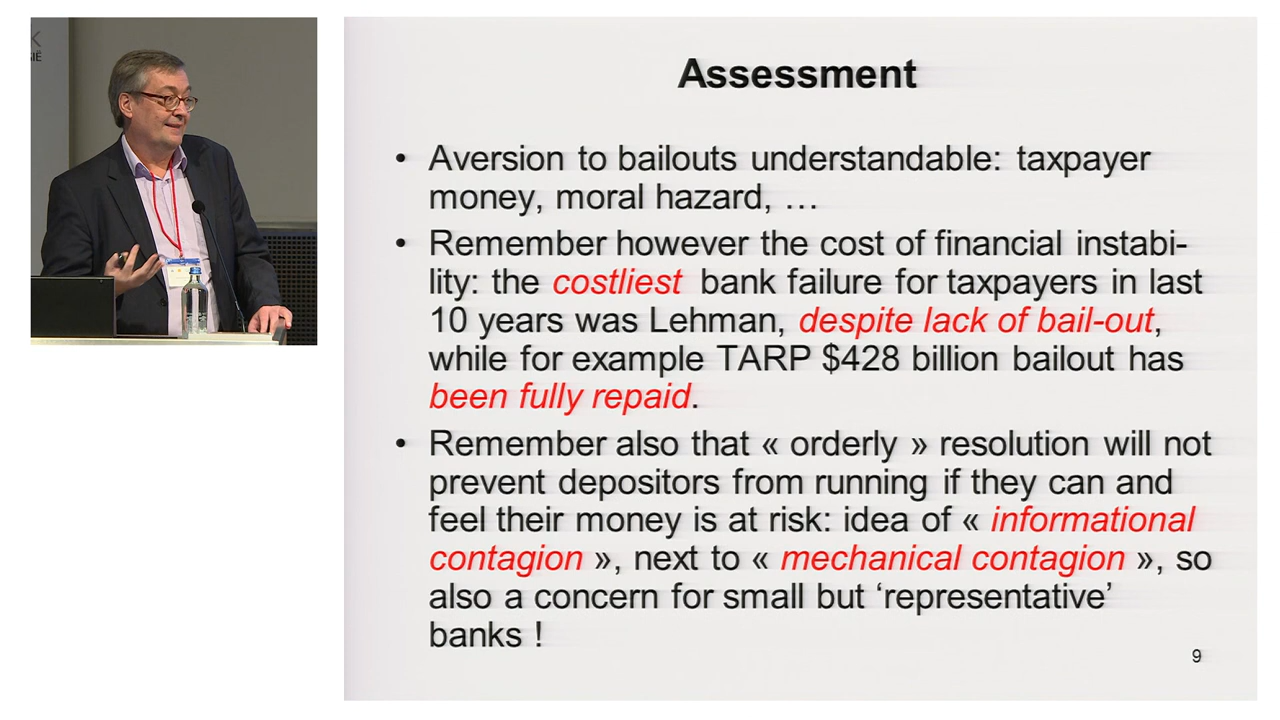 SIË
Assessment
• Aversion to bailouts understandable: taxpayer
money, moral hazard, …
• Remember however the cost of financial instabi-
lity: the costliest bank failure for taxpayers in last
10 years was Lehman, despite lack of bail-out,
while for example TARP $428 billion bailout has
been fully repaid.
• Remember also that « orderly » resolution will not
prevent depositors from running if they can and
feel their money is at risk: idea of « informational
contagion », next to « mechanical contagion », so
also a concern for small but ‘representative’
banks !
9